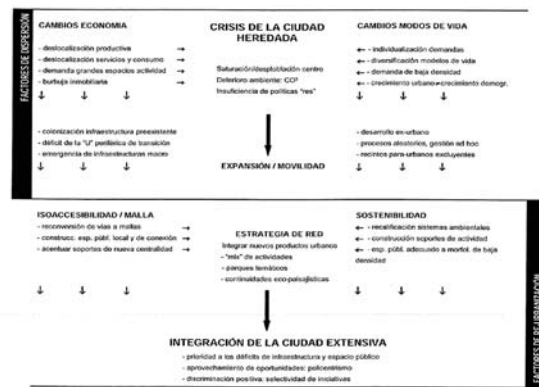 FACTORES DE DISPERSIÓN
CAMBIOS ECONOMIA
- deslocalización productiva →
- deslocalización servicios y consumo →
- demanda grandes espacios actividad →
- burbuja inmobiliaria →
↓ ↓ ↓
- colonización infraestructura preexistente
- déficit de la "U" periférica de transición
- emergencia de infraestructuras macro
↓ ↓ ↓
CRISIS DE LA CIUDAD
HEREDADA
Saturación/despoblación centro
Deterioro ambiente: CO²
Insuficiencia de políticas "res"
EXPANSIÓN / MOVILIDAD
CAMBIOS MODOS DE VIDA
← - individualización demandas
← - diversificación modelos de vida
← - demanda de baja densidad
← - crecimiento urbano≠crecimiento demogr.
↓ ↓ ↓
- desarrollo ex-urbano
- procesos aleatorios, gestión ad hoc
- recintos para-urbanos excluyentes
↓ ↓ ↓
ISOACCESIBILIDAD / MALLA
- reconversión de vías a mallas →
- construcc. esp. públ. local y de conexión →
- acentuar soportes de nueva centralidad →
↓ ↓ ↓
ESTRATEGIA DE RED
Integrar nuevos productos urbanos
- "mix" de actividades
- parques temáticos
- continuidades eco-paisajísticas
SOSTENIBILIDAD
← - recalificación sistemas ambientales
← - construcción soportes de actividad
← - esp. públ. adecuado a morfol. de baja
densidad
↓ ↓ ↓
INTEGRACIÓN DE LA CIUDAD EXTENSIVA
- prioridad a los déficits de infraestructura y espacio público
- aprovechamiento de oportunidades: policentrismo
- discriminación positiva: selectividad de iniciativas
FACTORES DE RE-URBANIZACIÓN